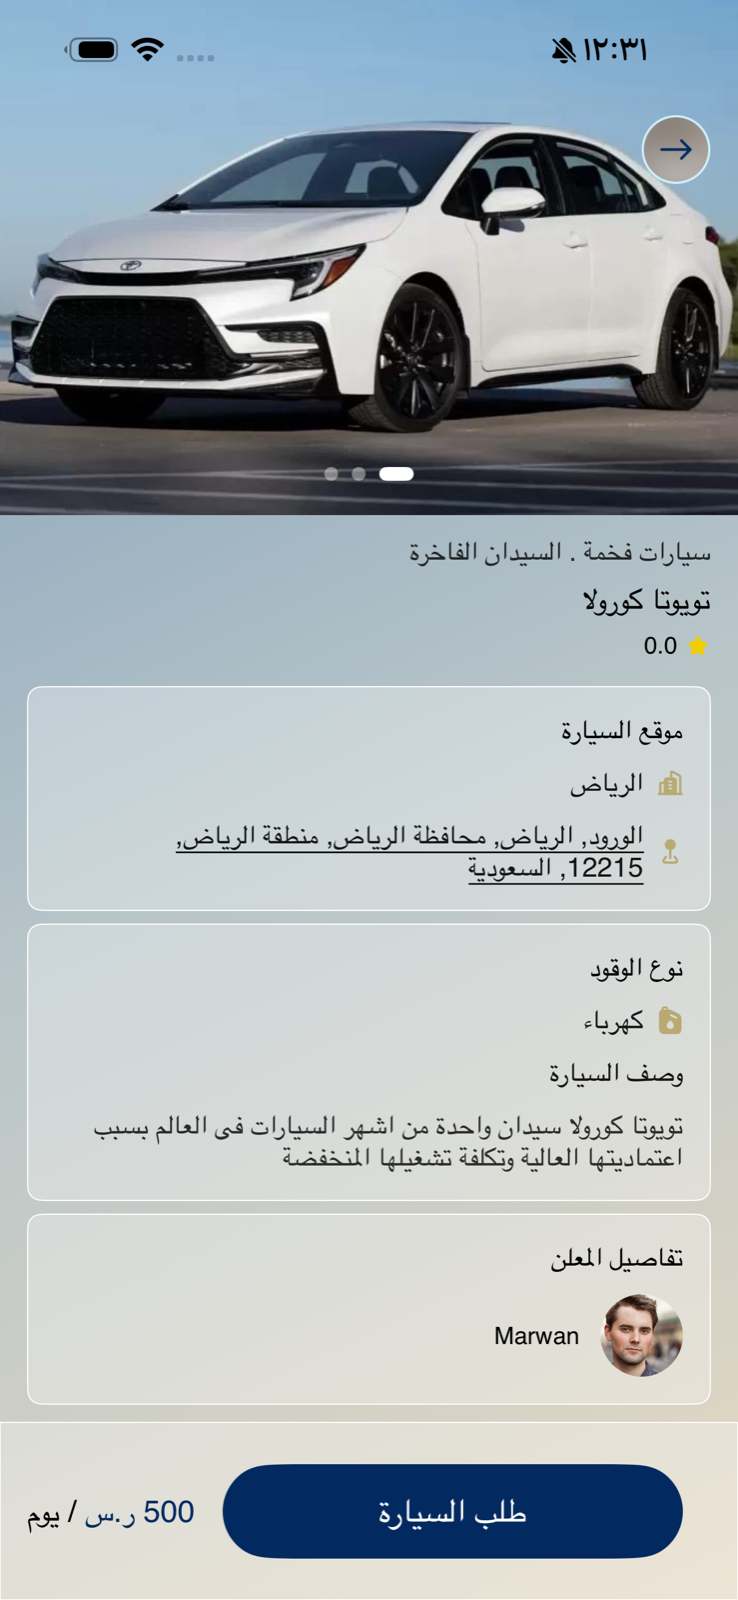 ١٢:٣١
سيارات فخمة . السيدان الفاخرة
تويوتا كورولا
0.0
موقع السيارة
الرياض
الورود, الرياض, محافظة الرياض, منطقة الرياض,
12215, السعودية
نوع الوقود
كهرباء
وصف السيارة
تويوتا كورولا سيدان واحدة من اشهر السيارات فى العالم بسبب
اعتماديتها العالية وتكلفة تشغيلها المنخفضة
تفاصيل المعلن
Marwan
طلب السيارة
500 ر.س / يوم